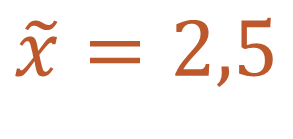 x̃ = 2,5